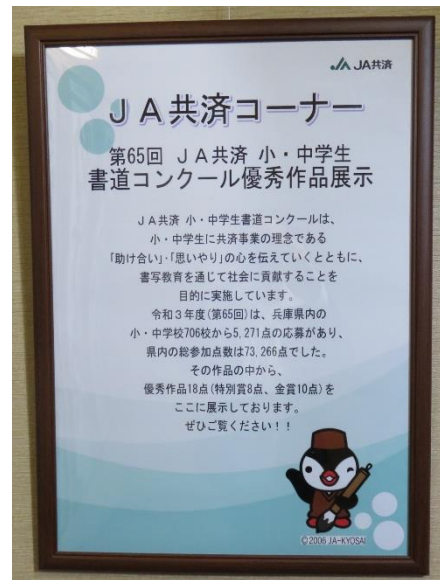 JA JA共済
JA共済コーナー
第65回 JA共済 小・中学生
書道コンクール優秀作品展示
JA共済 小・中学生書道コンクールは、
小・中学生に共済事業の理念である
「助け合い」・「思いやり」の心を伝えていくとともに、
書写教育を通じて社会に貢献することを
目的に実施しています。
令和3年度(第65回)は、兵庫県内の
小・中学校706校から5,271点の応募があり、
県内の総参加点数は73,266点でした。
その作品の中から、
優秀作品18点(特別賞8点、金賞10点)を
ここに展示しております。
ぜひご覧ください!!
©2006 JA-KYOSAI